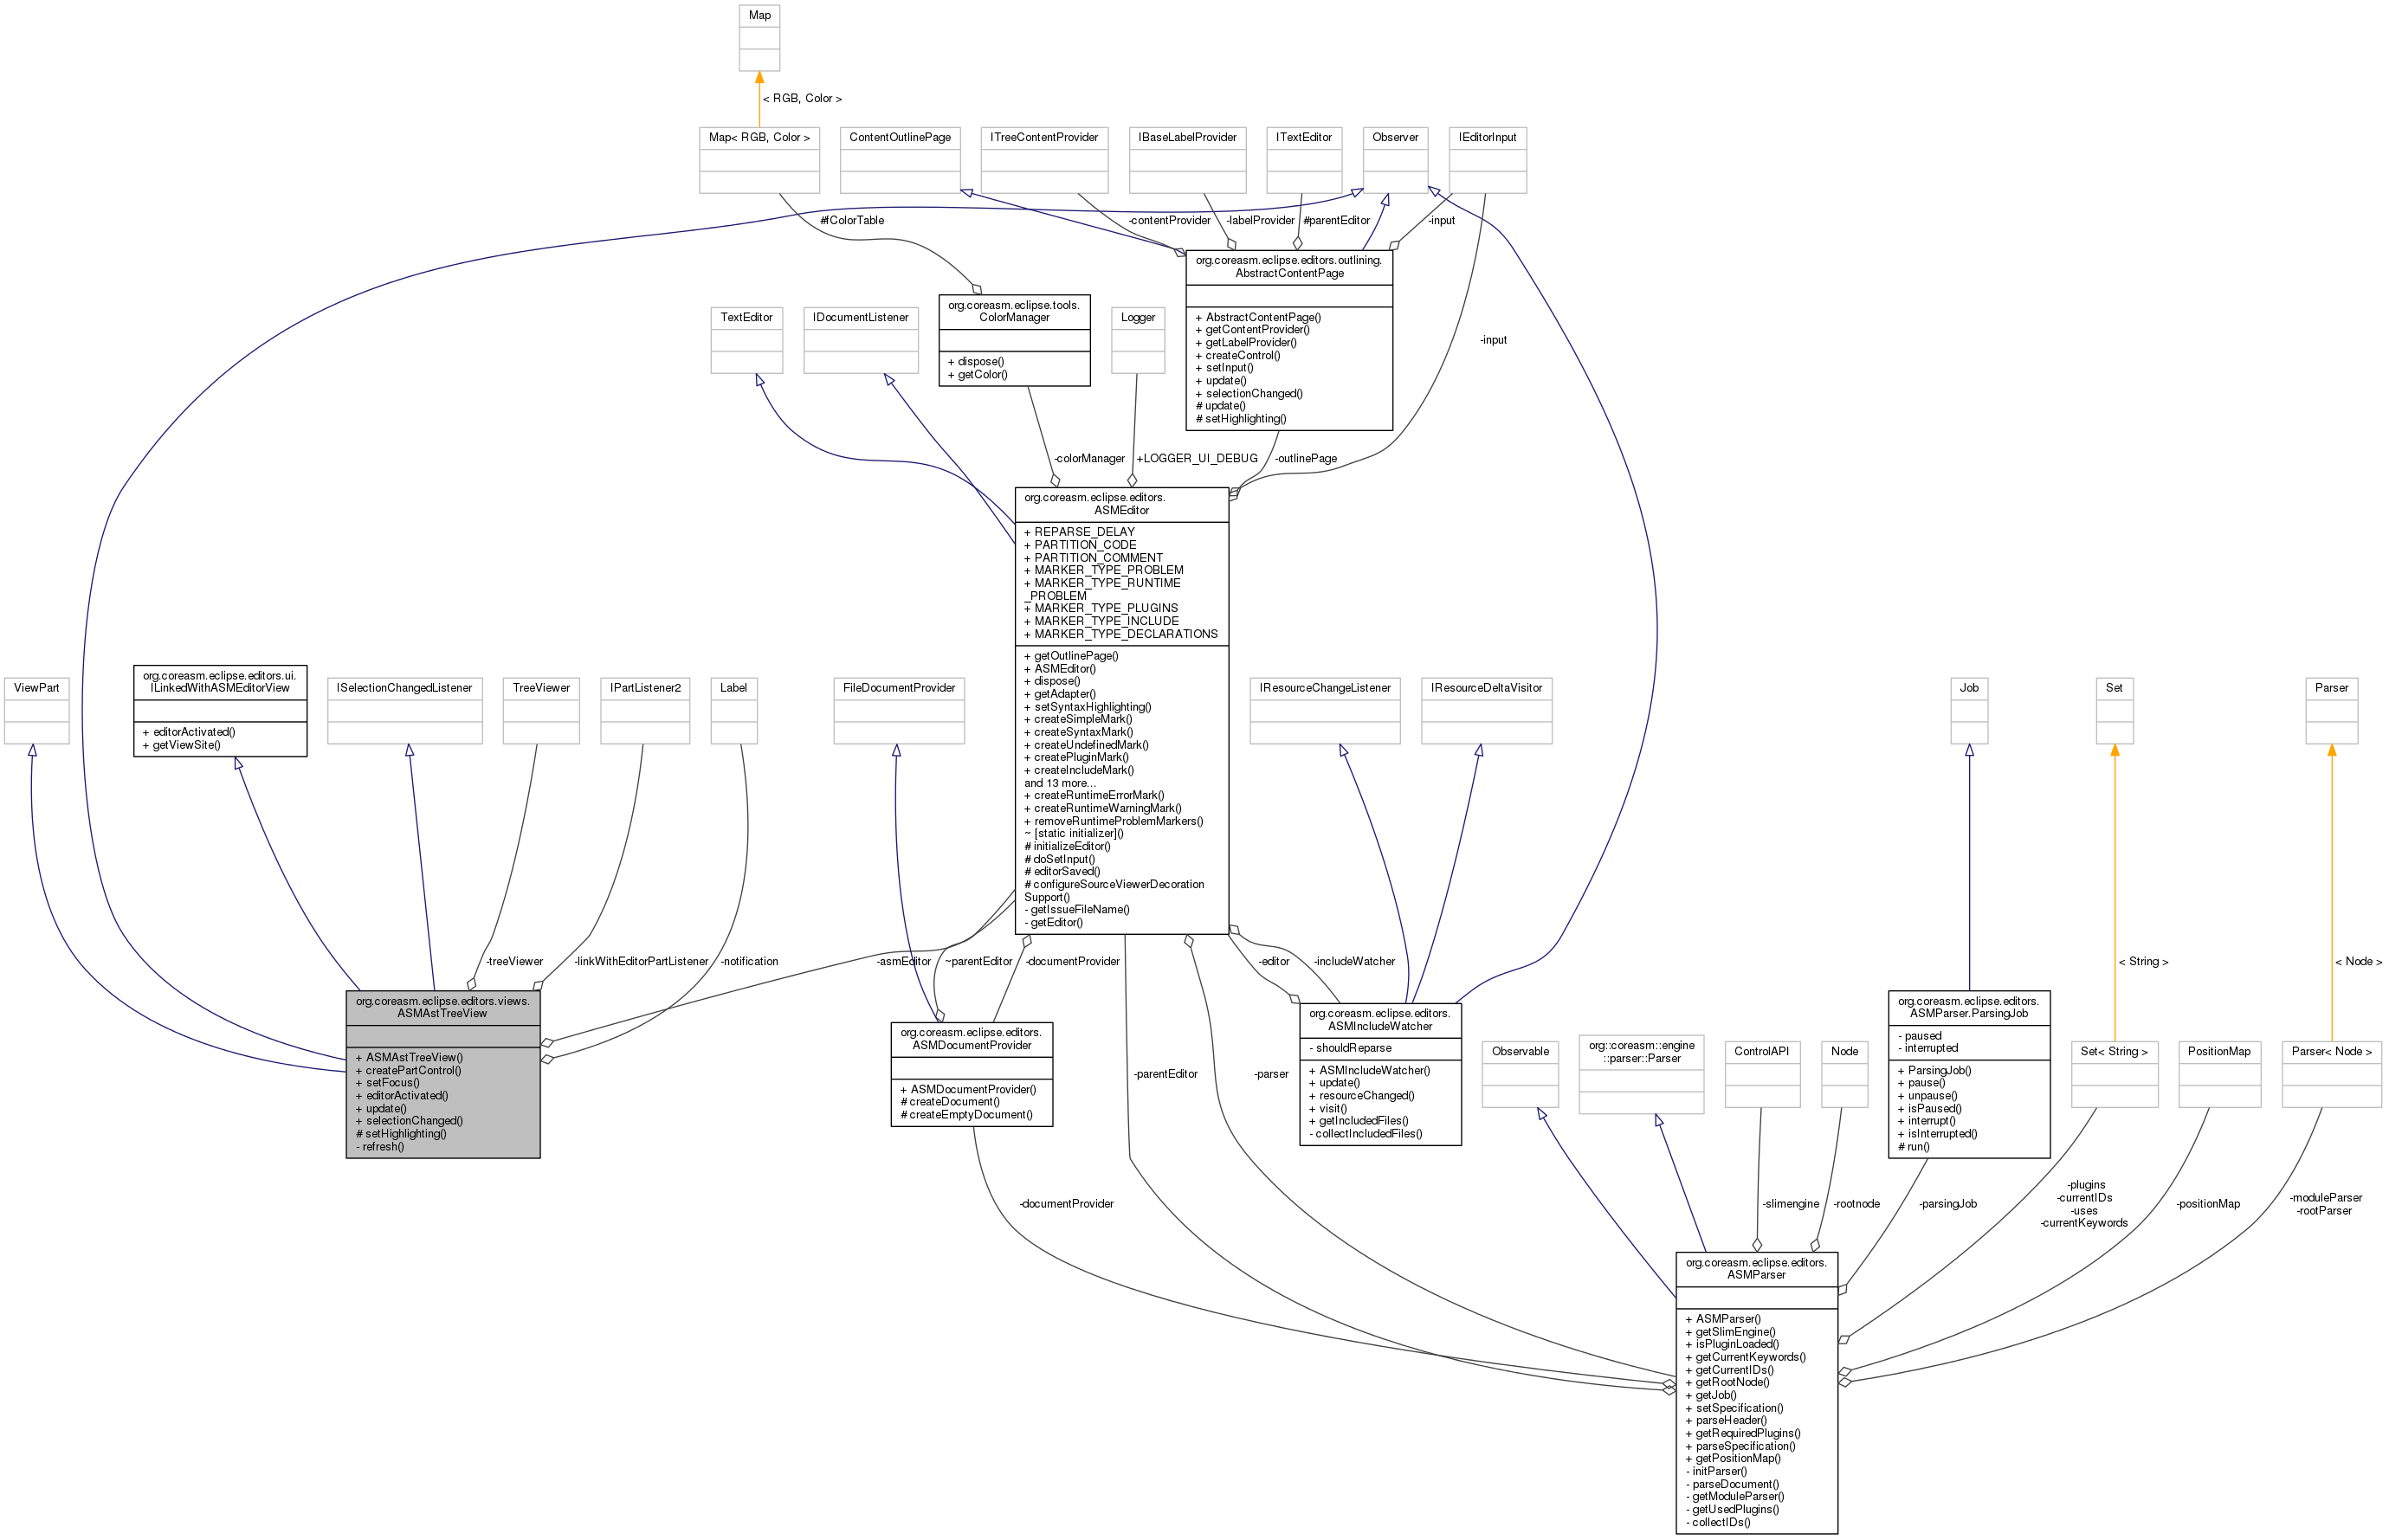 Map
< RGB, Color >
Map< RGB, Color >
ContentOutlinePage
ITreeContentProvider
IBaseLabelProvider
ITextEditor
Observer
IEditorInput
#fColorTable
-contentProvider
-labelProvider
#parentEditor
-input
org.coreasm.eclipse.editors.outlining.
AbstractContentPage
+ AbstractContentPage()
+ getContentProvider()
+ getLabelProvider()
+ createControl()
+ setInput()
+ update()
+ selectionChanged()
# update()
# setHighlighting()
TextEditor
IDocumentListener
org.coreasm.eclipse.tools.
ColorManager
+ dispose()
+ getColor()
Logger
-input
-colorManager
+LOGGER_UI_DEBUG
-outlinePage
org.coreasm.eclipse.editors.
ASMEditor
+ REPARSE_DELAY
+ PARTITION_CODE
+ PARTITION_COMMENT
+ MARKER_TYPE_PROBLEM
+ MARKER_TYPE_RUNTIME
_PROBLEM
+ MARKER_TYPE_PLUGINS
+ MARKER_TYPE_INCLUDE
+ MARKER_TYPE_DECLARATIONS
+ getOutlinePage()
+ ASMEditor()
+ dispose()
+ getAdapter()
+ setSyntaxHighlighting()
+ createSimpleMark()
+ createSyntaxMark()
+ createUndefinedMark()
+ createPluginMark()
+ createIncludeMark()
and 13 more...
+ createRuntimeErrorMark()
+ createRuntimeWarningMark()
+ removeRuntimeProblemMarkers()
~ [static initializer]()
# initializeEditor()
# doSetInput()
# editorSaved()
# configureSourceViewerDecoration
Support()
- getIssueFileName()
- getEditor()
ViewPart
org.coreasm.eclipse.editors.ui.
ILinkedWithASMEditorView
+ editorActivated()
+ getViewSite()
ISelectionChangedListener
TreeViewer
IPartListener2
Label
FileDocumentProvider
IResourceChangeListener
IResourceDeltaVisitor
Job
Set
Parser
-treeViewer
-linkWithEditorPartListener
-notification
-asmEditor
~parentEditor
-documentProvider
-editor
-includeWatcher
< String >
< Node >
org.coreasm.eclipse.editors.views.
ASMAstTreeView
+ ASMAstTreeView()
+ createPartControl()
+ setFocus()
+ editorActivated()
+ update()
+ selectionChanged()
# setHighlighting()
- refresh()
org.coreasm.eclipse.editors.
ASMDocumentProvider
+ ASMDocumentProvider()
# createDocument()
# createEmptyDocument()
-parentEditor
-parser
org.coreasm.eclipse.editors.
ASMIncludeWatcher
- shouldReparse
+ ASMIncludeWatcher()
+ update()
+ resourceChanged()
+ visit()
+ getIncludedFiles()
- collectIncludedFiles()
Observable
org::coreasm::engine
::parser::Parser
ControlAPI
Node
org.coreasm.eclipse.editors.
ASMParser.ParsingJob
- paused
- interrupted
+ ParsingJob()
+ pause()
+ unpause()
+ isPaused()
+ interrupt()
+ isInterrupted()
# run()
Set< String >
PositionMap
Parser< Node >
-documentProvider
-slimengine
-rootnode
-parsingJob
-plugins
-currentIDs
-uses
-currentKeywords
-positionMap
-moduleParser
-rootParser
org.coreasm.eclipse.editors.
ASMParser
+ ASMParser()
+ getSlimEngine()
+ isPluginLoaded()
+ getCurrentKeywords()
+ getCurrentIDs()
+ getRootNode()
+ getJob()
+ setSpecification()
+ parseHeader()
+ getRequiredPlugins()
+ parseSpecification()
+ getPositionMap()
- initParser()
- parseDocument()
- getModuleParser()
- getUsedPlugins()
- collectIDs()